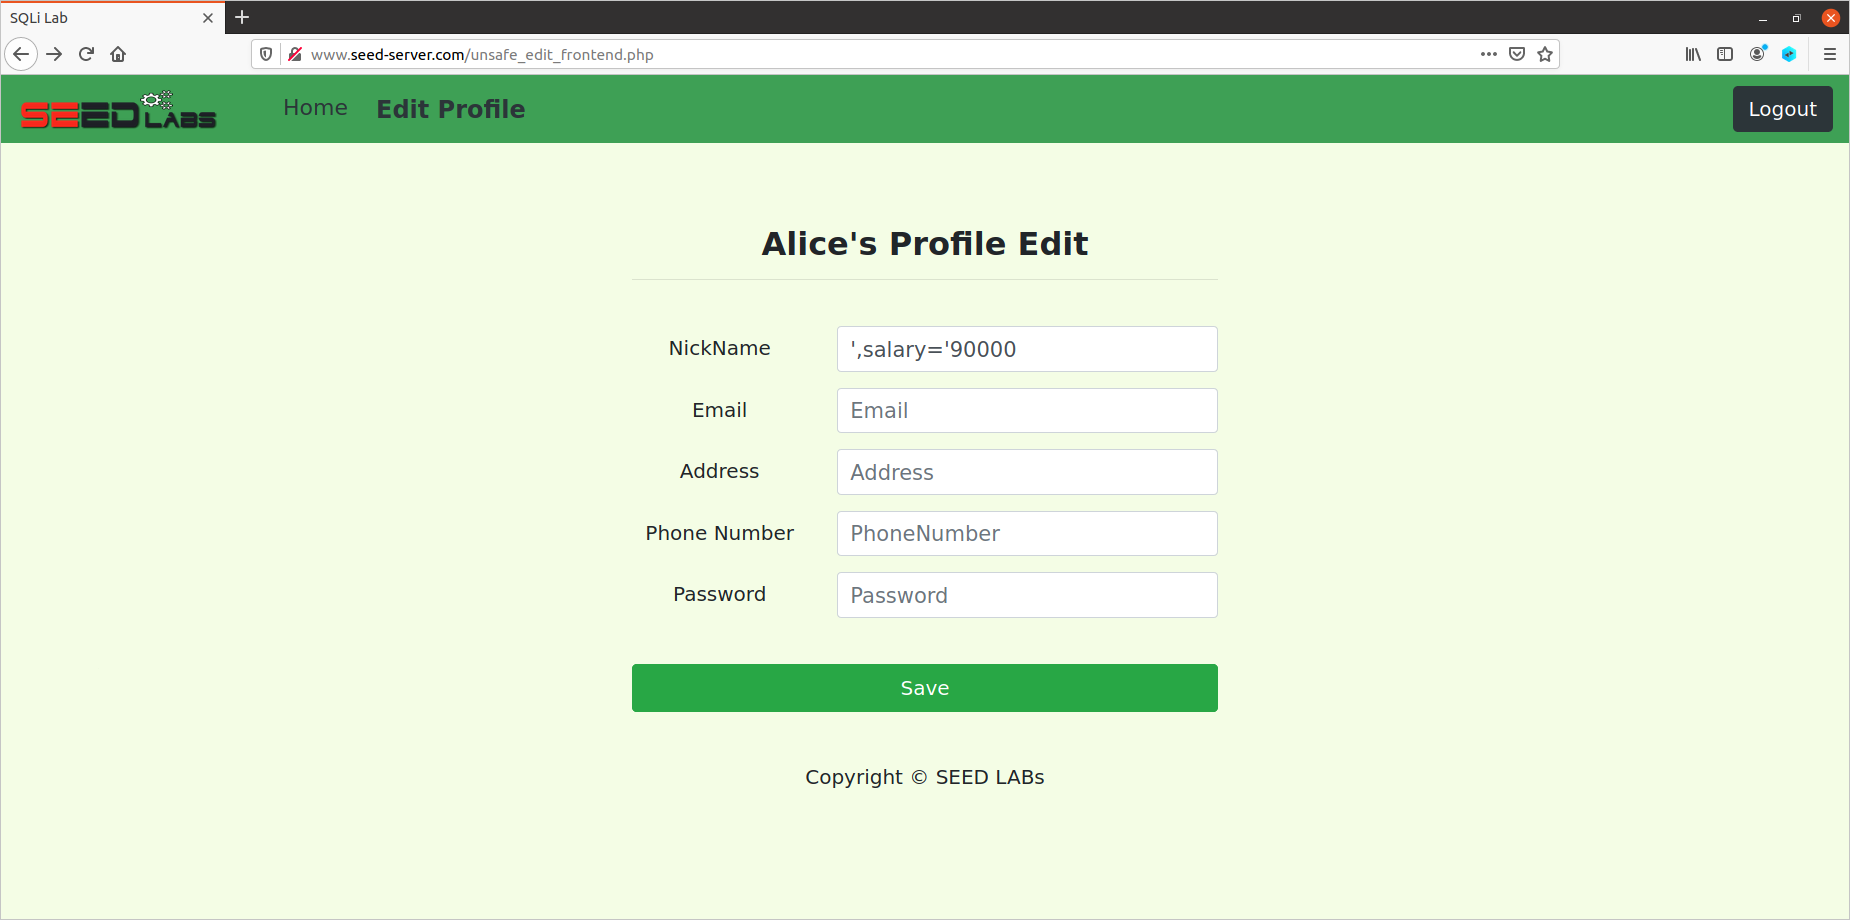 SQLi Lab
www.seed-server.com/unsafe_edit_frontend.php
SEED LABS Home Edit Profile Logout
Alice's Profile Edit
NickName ',salary='90000
Email Email
Address Address
Phone Number PhoneNumber
Password Password
Save
Copyright © SEED LABs